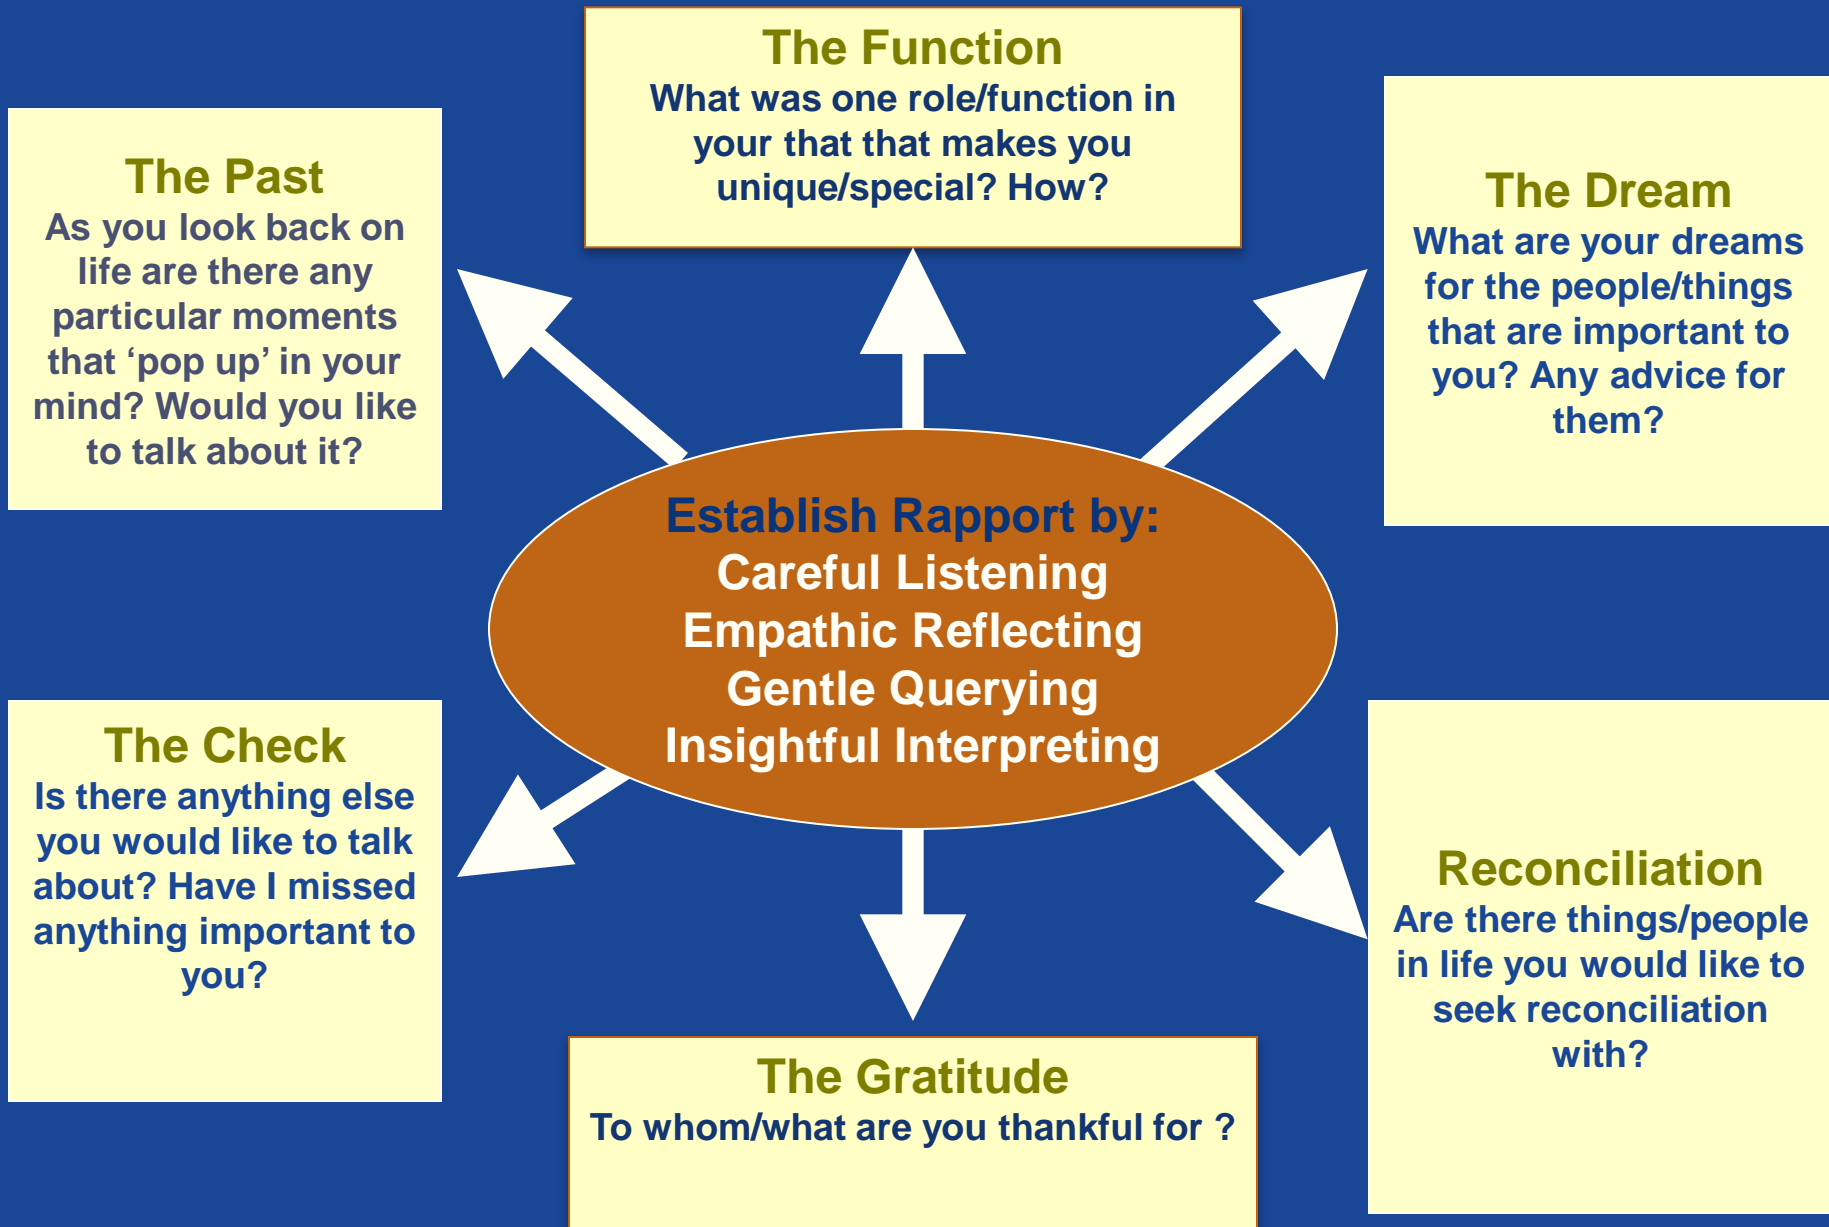 The Function
What was one role/function in
your that that makes you
unique/special? How?
The Past
As you look back on
life are there any
particular moments
that ‘pop up’ in your
mind? Would you like
to talk about it?
The Dream
What are your dreams
for the people/things
that are important to
you? Any advice for
them?
Establish Rapport by:
Careful Listening
Empathic Reflecting
Gentle Querying
Insightful Interpreting
The Check
Is there anything else
you would like to talk
about? Have I missed
anything important to
you?
Reconciliation
Are there things/people
in life you would like to
seek reconciliation
with?
The Gratitude
To whom/what are you thankful for ?